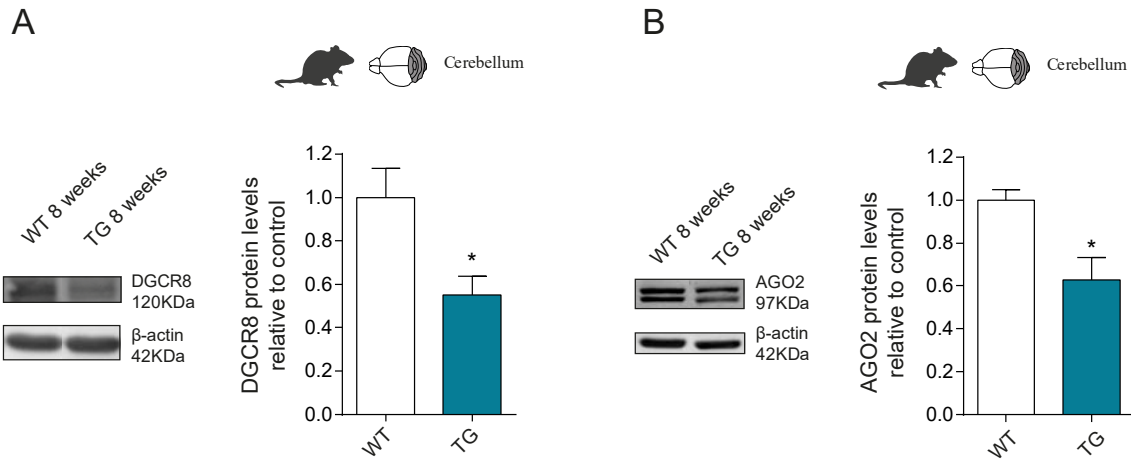 A
Cerebellum
WT 8 weeks
TG 8 weeks
DGCR8
120KDa
β-actin
42KDa
DGCR8 protein levels
relative to control
1.2
1.0
0.8
0.6
0.4
0.2
0.0
*
WT
TG
B
Cerebellum
WT 8 weeks
TG 8 weeks
AGO2
97KDa
β-actin
42KDa
AGO2 protein levels
relative to control
1.2
1.0
0.8
0.6
0.4
0.2
0.0
*
WT
TG